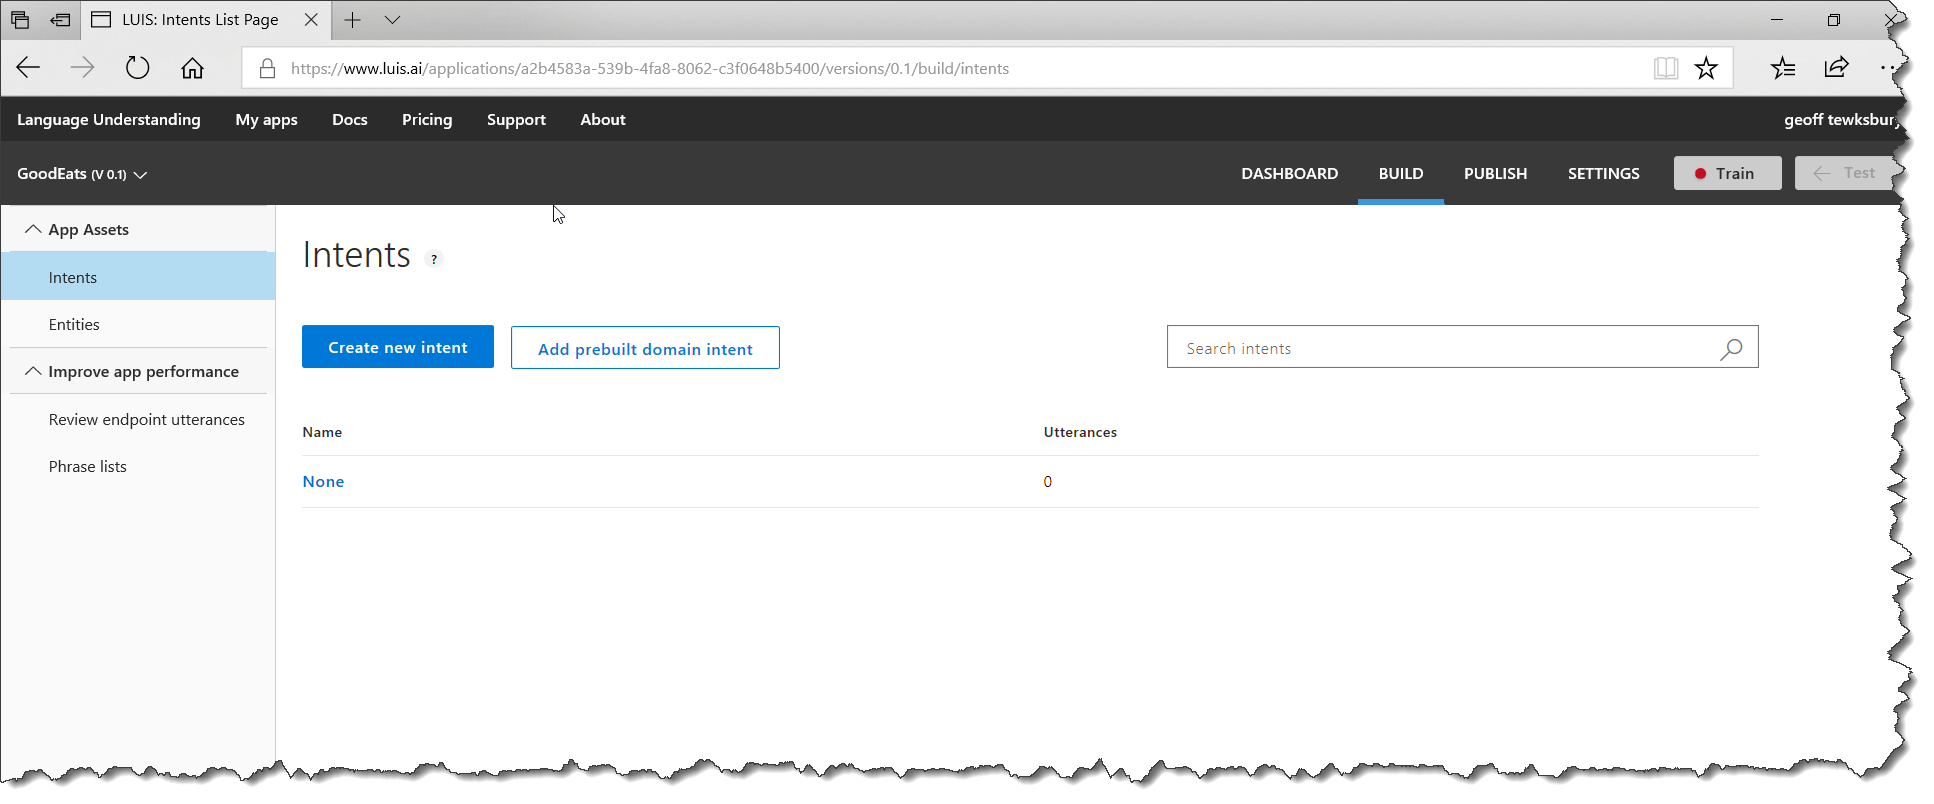 LUIS: Intents List Page
https://www.luis.ai/applications/a2b4583a-539b-4fa8-8062-c3f0648b5400/versions/0.1/build/intents
Language Understanding My apps Docs Pricing Support About geoff tewksbury
GoodEats (V 0.1) DASHBOARD BUILD PUBLISH SETTINGS Train Test
App Assets
Intents
Entities
Improve app performance
Review endpoint utterances
Phrase lists
Intents ?
Create new intent Add prebuilt domain intent Search intents
Name Utterances
None 0